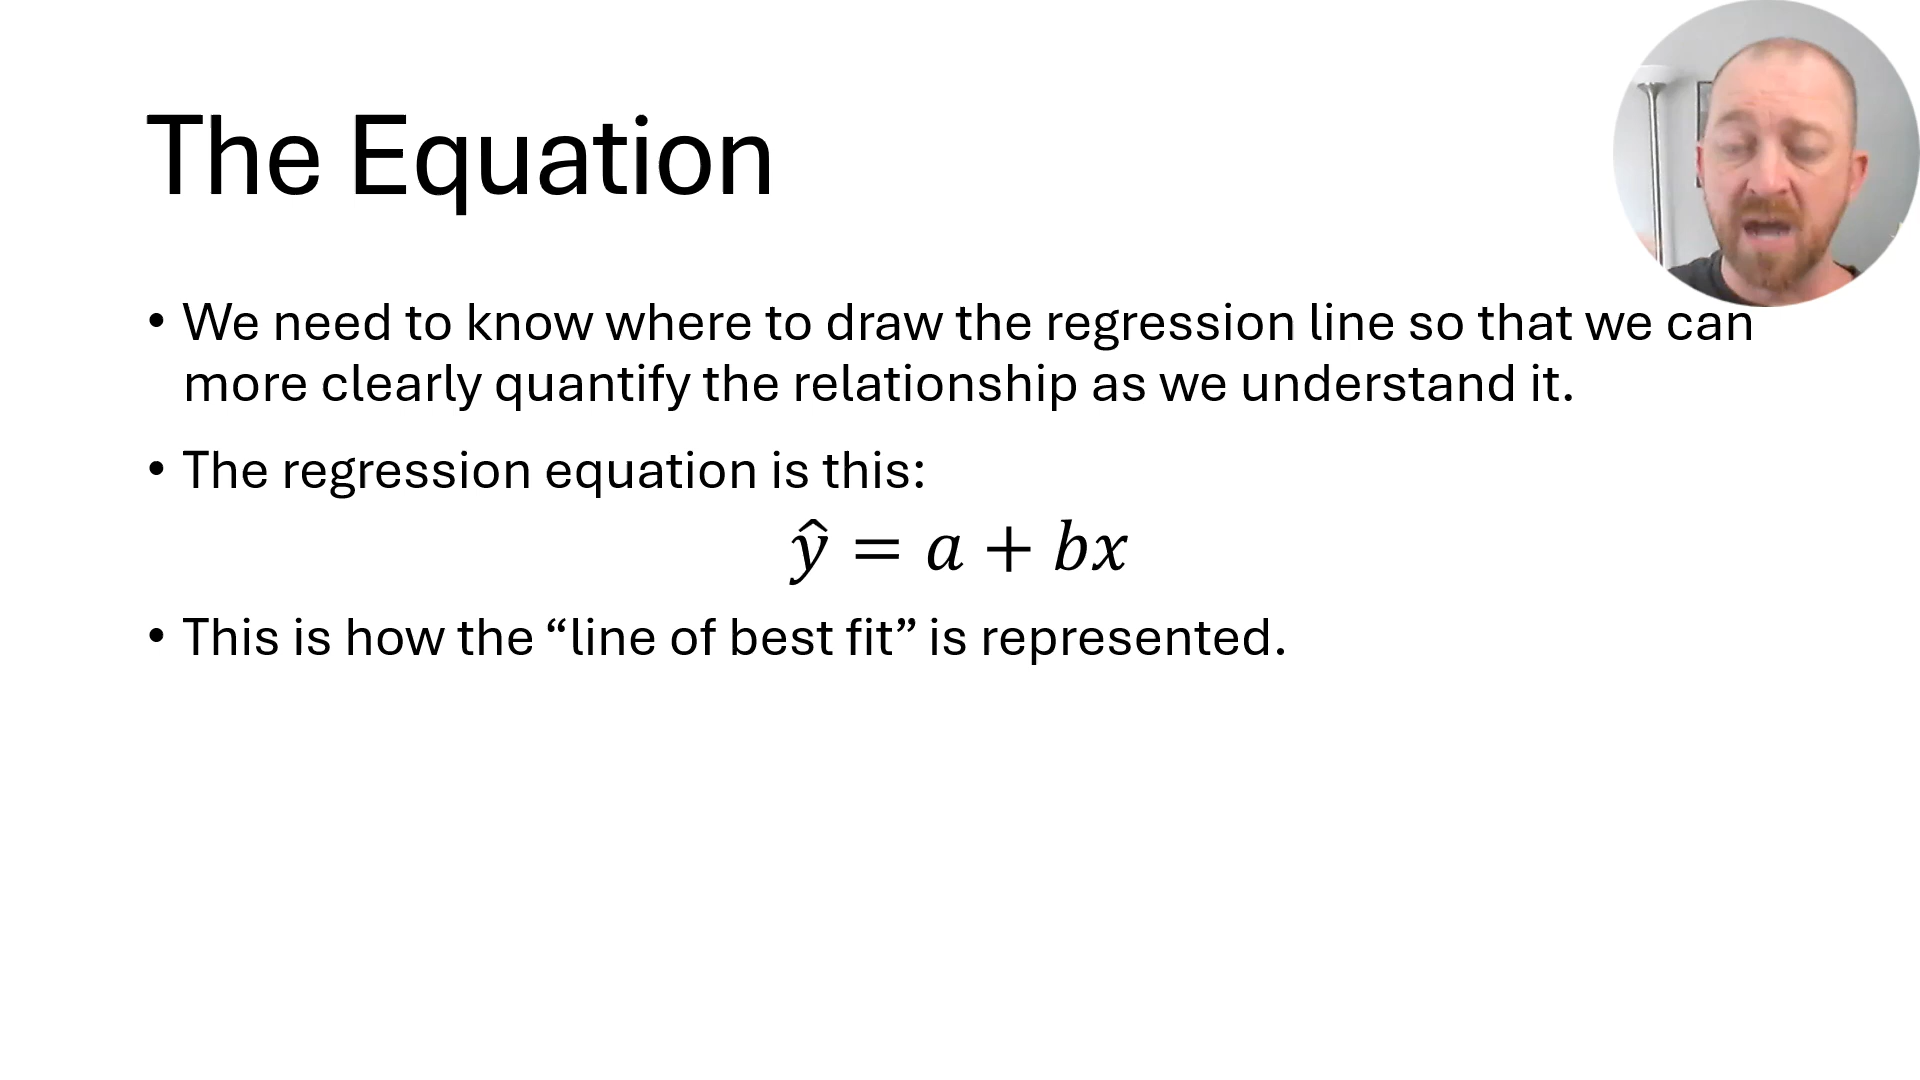 The Equation
• We need to know where to draw the regression line so that we can
more clearly quantify the relationship as we understand it.
• The regression equation is this:
ŷ = a + bx
• This is how the “line of best fit” is represented.